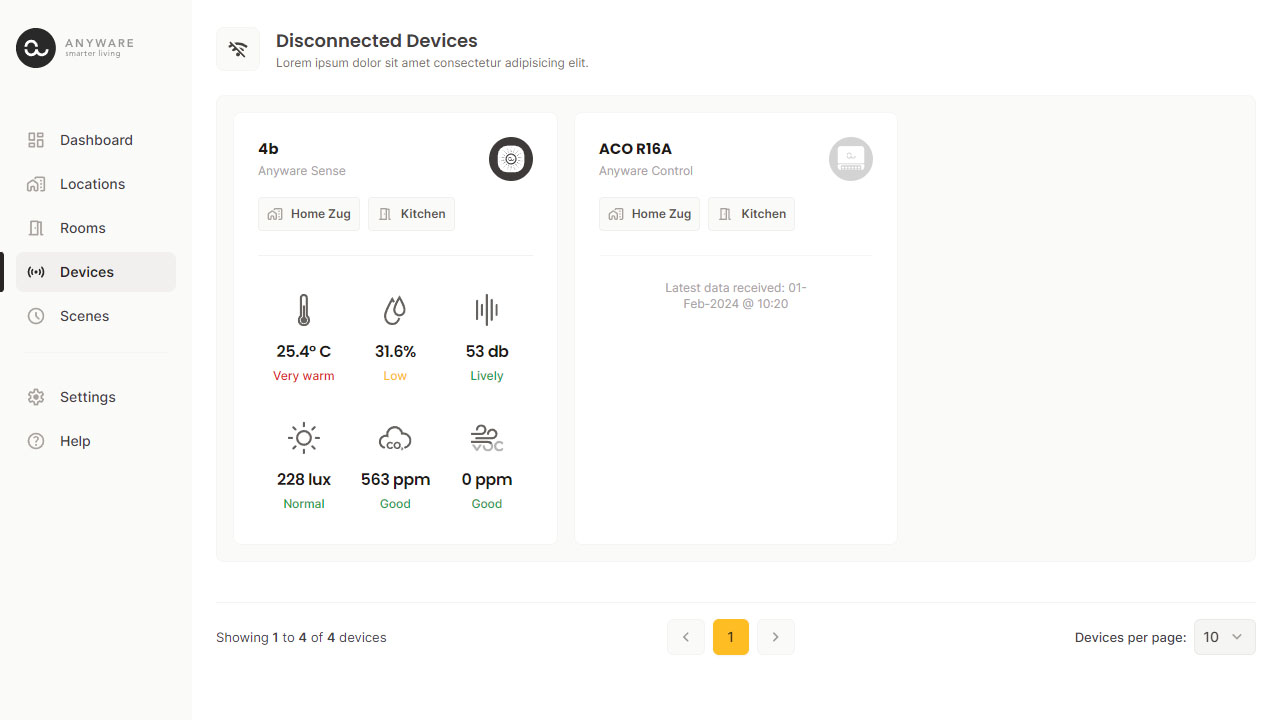 ANYWARE
smarter living
Dashboard
Locations
Rooms
Devices
Scenes
Settings
Help
Disconnected Devices
Lorem ipsum dolor sit amet consectetur adipisicing elit.
4b
Anyware Sense
Home Zug
Kitchen
25.4° C
31.6%
53 db
Very warm
Low
Lively
CO₂
VOC
228 lux
563 ppm
0 ppm
Normal
Good
Good
ACO R16A
Anyware Control
Home Zug
Kitchen
Latest data received: 01-
Feb-2024 @ 10:20
Showing 1 to 4 of 4 devices
1
Devices per page: 10